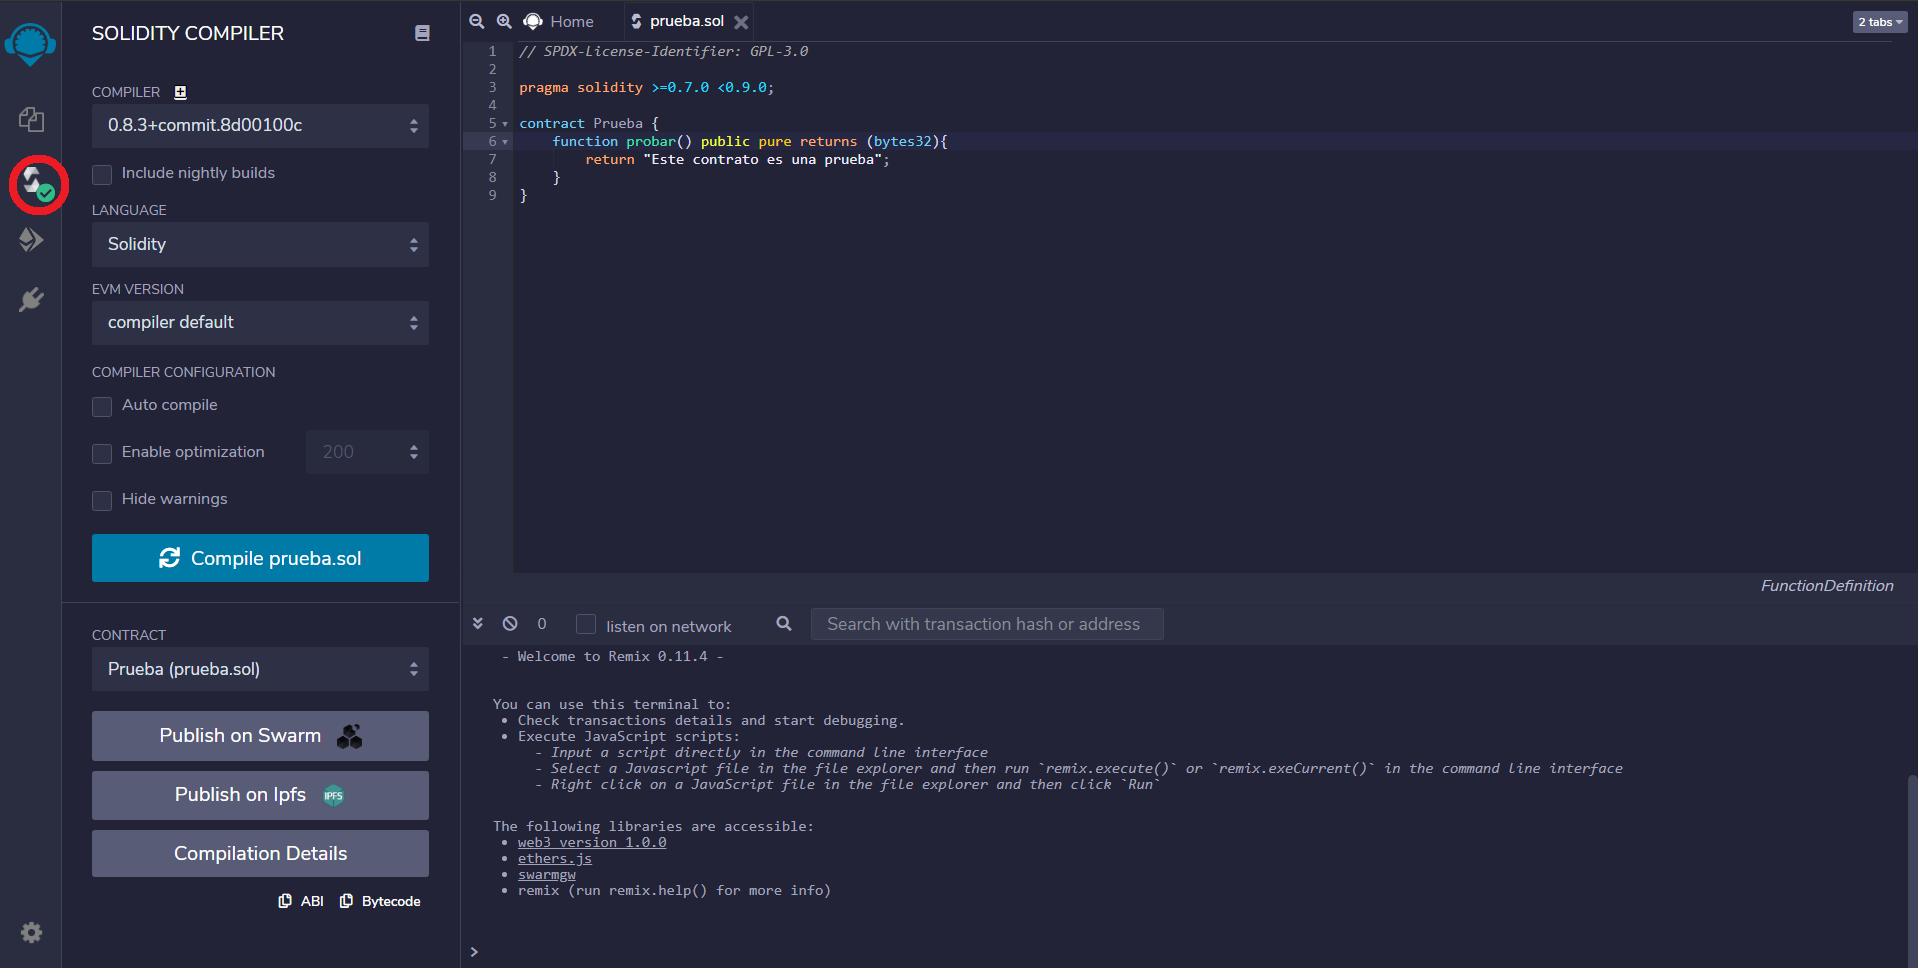 SOLIDITY COMPILER
COMPILER
0.8.3+commit.8d00100c
Include nightly builds
LANGUAGE
Solidity
EVM VERSION
compiler default
COMPILER CONFIGURATION
Auto compile
Enable optimization 200
Hide warnings
Compile prueba.sol
CONTRACT
Prueba (prueba.sol)
Publish on Swarm
Publish on Ipfs IPFS
Compilation Details
ABI Bytecode
Home prueba.sol 2 tabs
1 // SPDX-License-Identifier: GPL-3.0
2
3 pragma solidity >=0.7.0 <0.9.0;
4
5 contract Prueba {
6 function probar() public pure returns (bytes32){
7 return "Este contrato es una prueba";
8 }
9 }
FunctionDefinition
0 listen on network Search with transaction hash or address
- Welcome to Remix 0.11.4 -
You can use this terminal to:
• Check transactions details and start debugging.
• Execute JavaScript scripts:
- Input a script directly in the command line interface
- Select a Javascript file in the file explorer and then run `remix.execute()` or `remix.exeCurrent()` in the command line interface
- Right click on a JavaScript file in the file explorer and then click `Run`
The following libraries are accessible:
• web3 version 1.0.0
• ethers.js
• swarmgw
• remix (run remix.help() for more info)
>